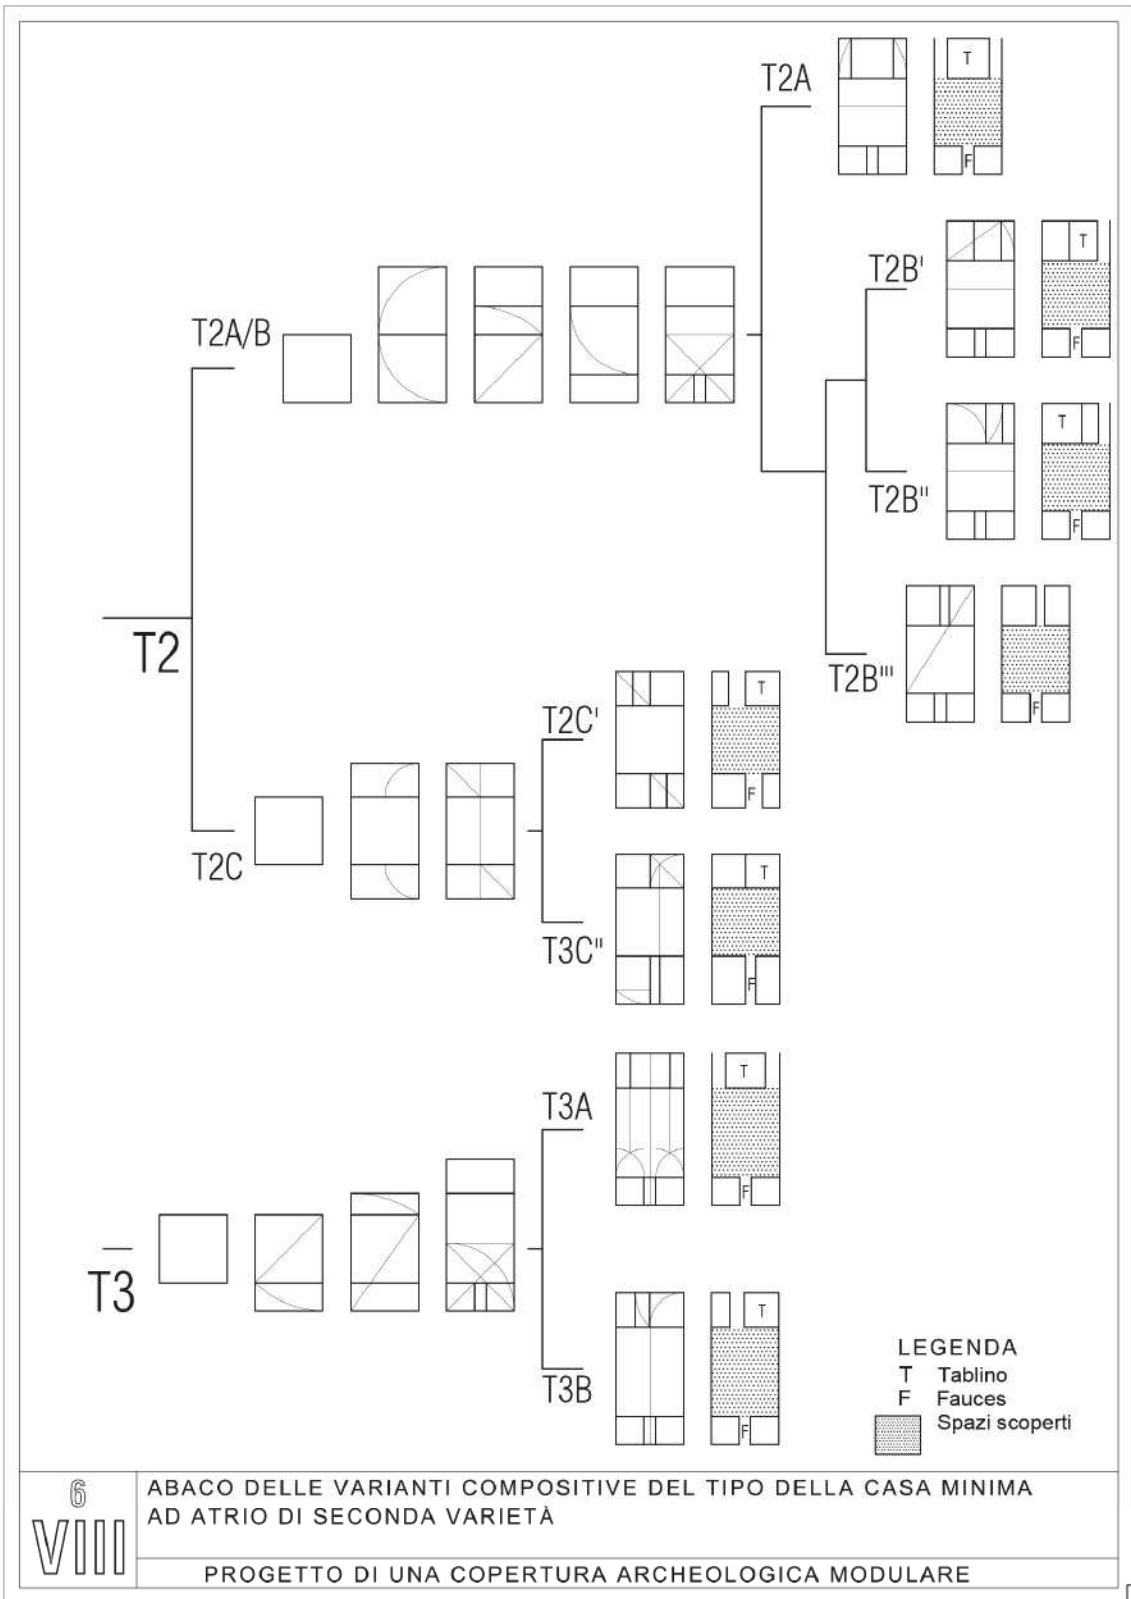 T2A
T
F
T2B'
T
F
T2A/B
T2B"
T
F
T2
T2B'''
F
T2C'
T
F
T2C
T3C"
T
F
T3A
T
F
T3
T3B
T
F
LEGENDA
T Tablino
F Fauces
Spazi scoperti
6
VIII
ABACO DELLE VARIANTI COMPOSITIVE DEL TIPO DELLA CASA MINIMA
AD ATRIO DI SECONDA VARIETÀ
PROGETTO DI UNA COPERTURA ARCHEOLOGICA MODULARE